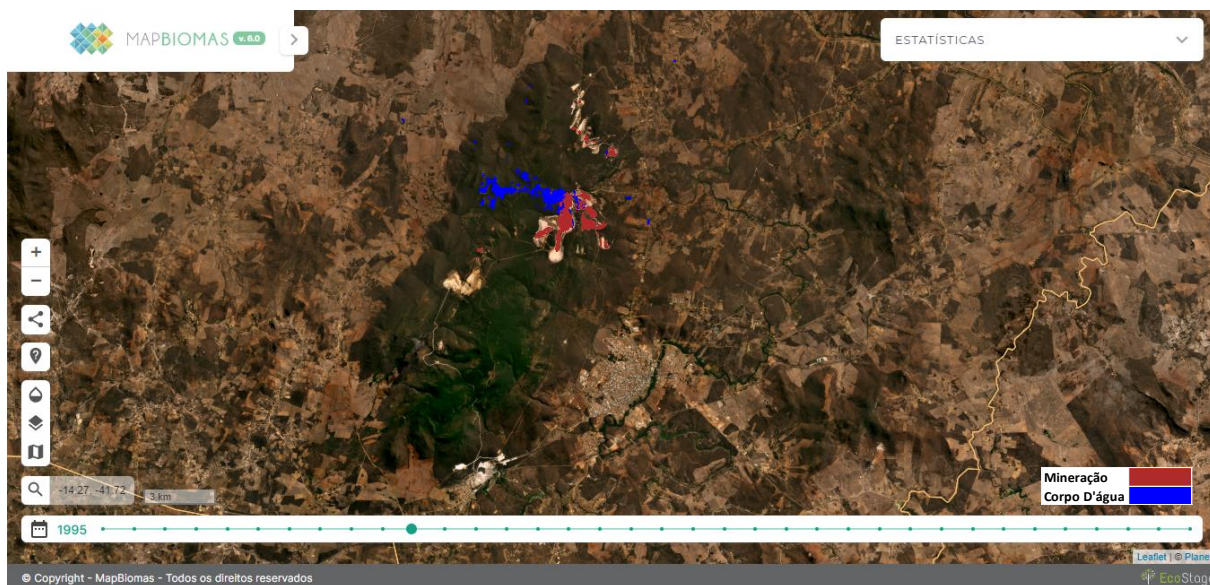 MAPBIOMAS v. 6.0
ESTATÍSTICAS
-14.27, -41.72
3 km
Mineração
Corpo D'água
1995
Leaflet | © Plane
© Copyright - MapBiomas - Todos os direitos reservados
EcoStag